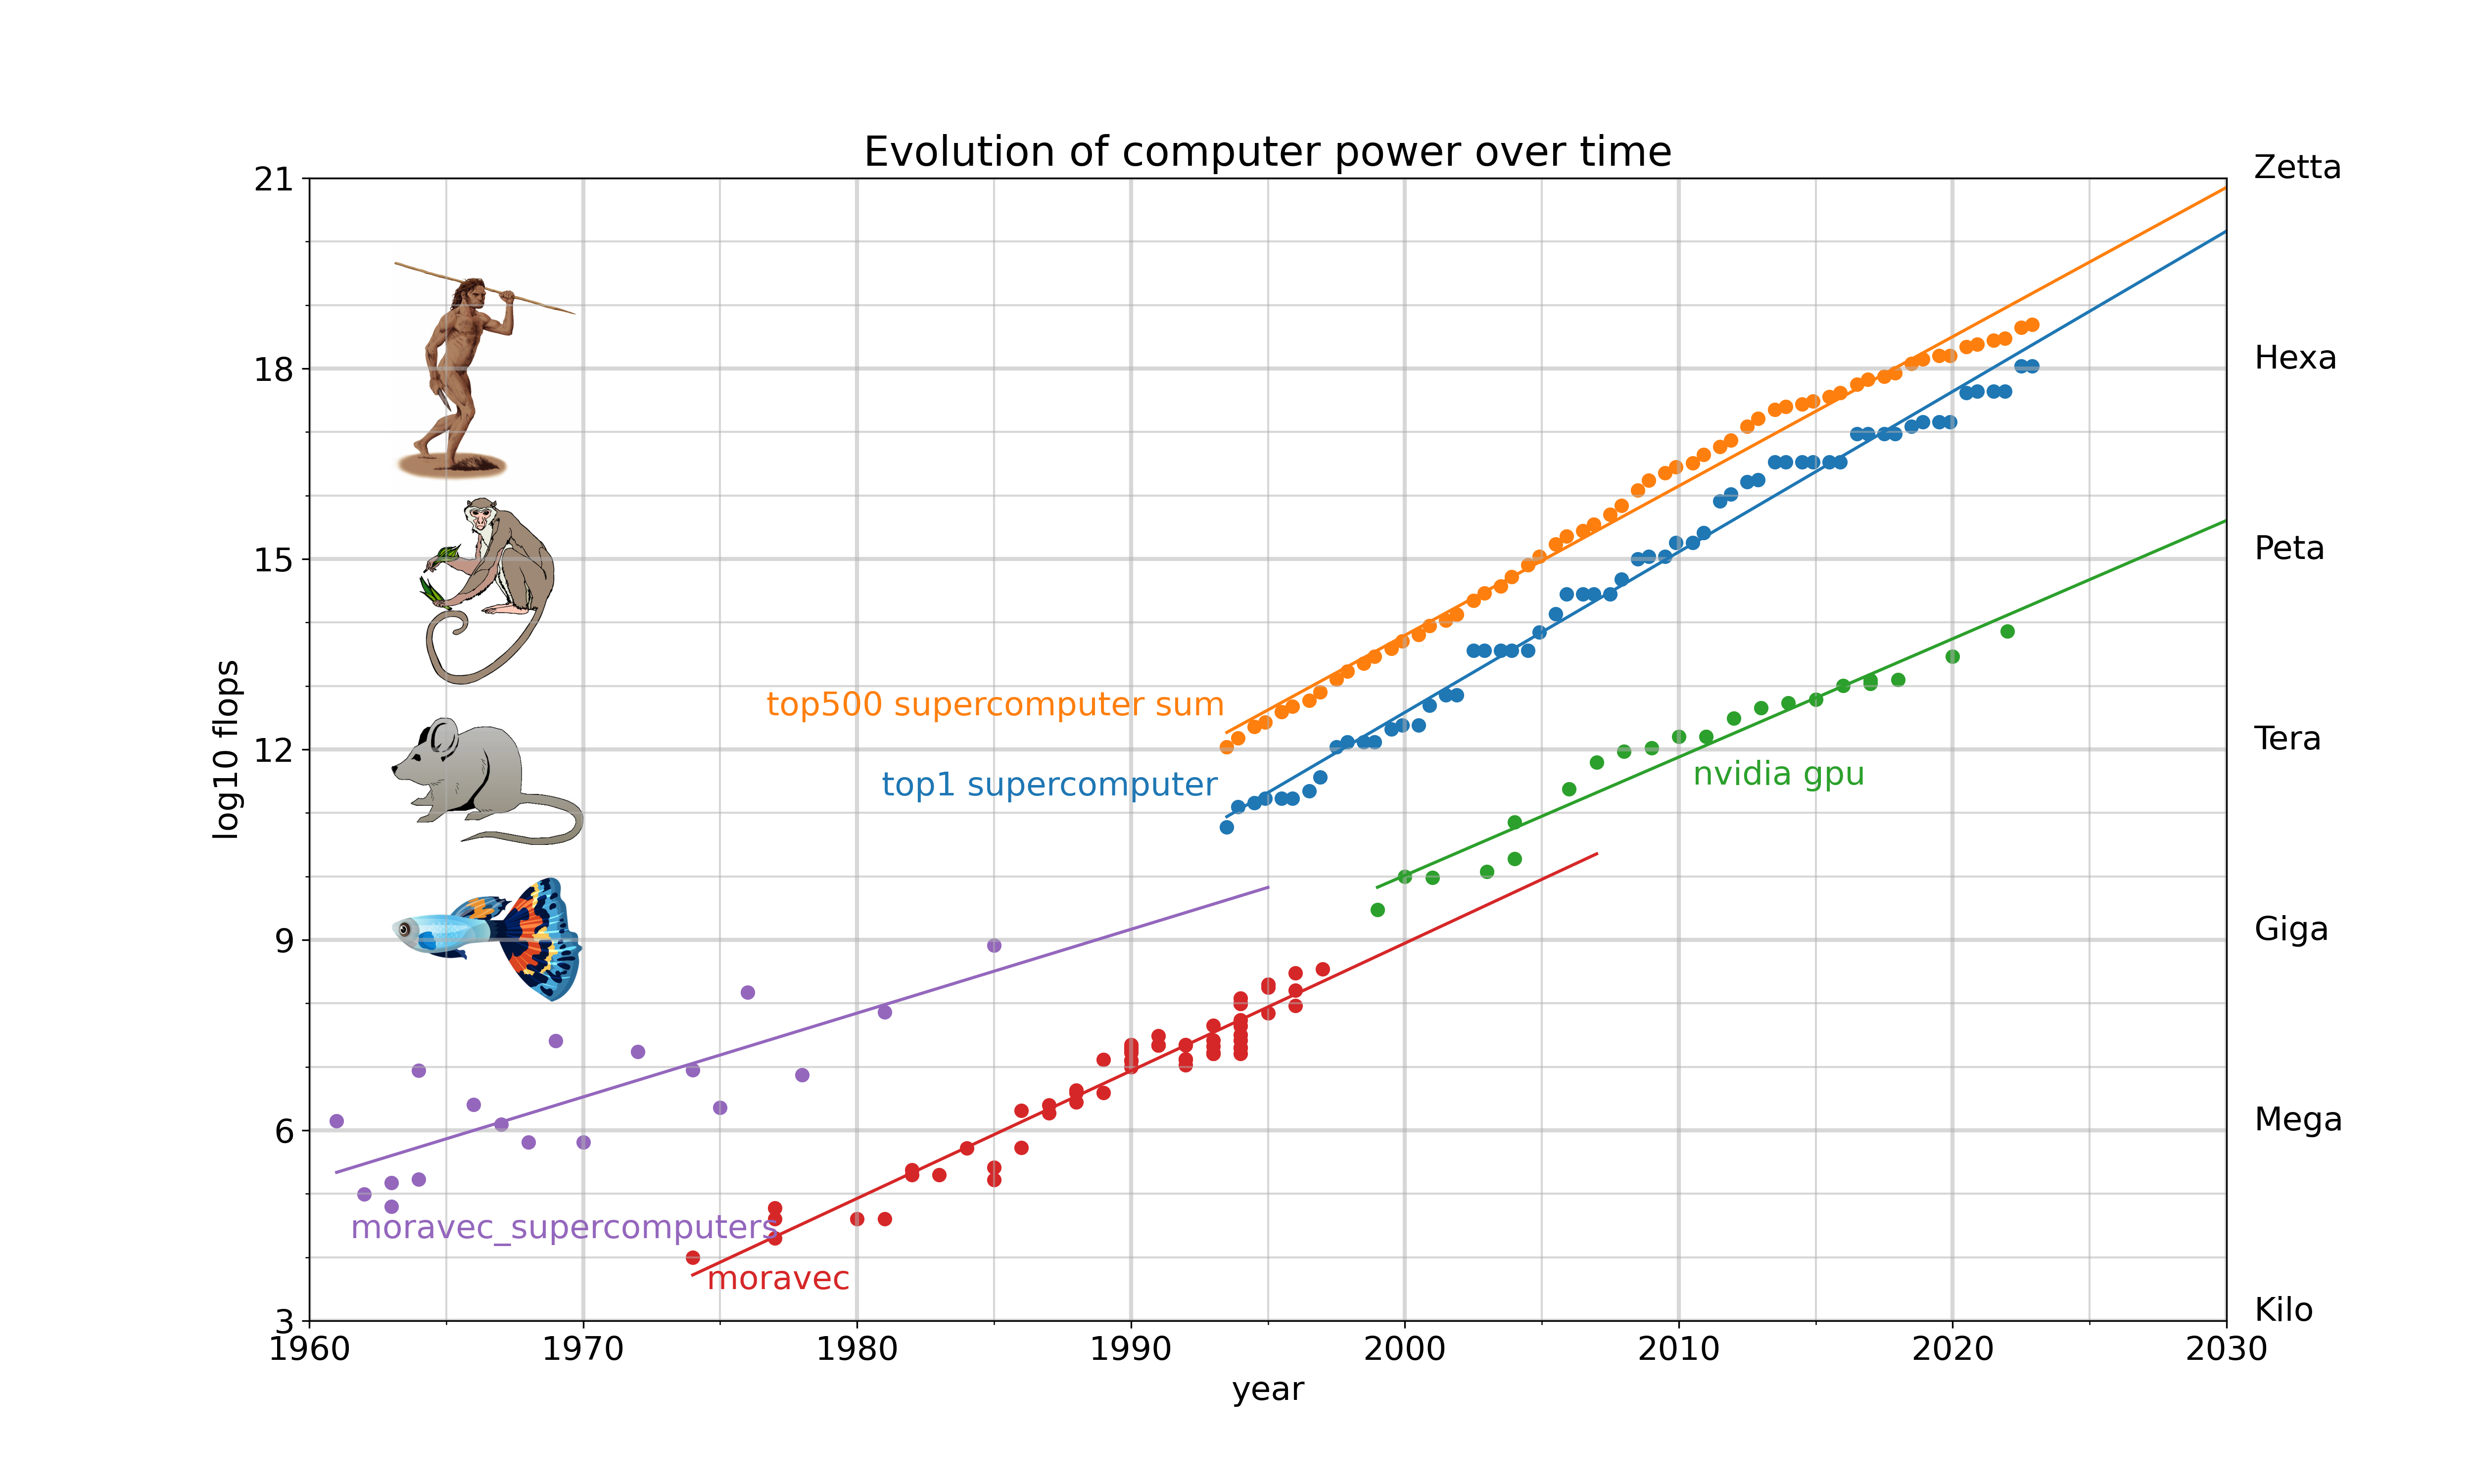 Evolution of computer power over time
21
Zetta
18
Hexa
15
Peta
log10 flops
top500 supercomputer sum
12
Tera
top1 supercomputer
nvidia gpu
9
Giga
6
Mega
moravec_supercomputers
moravec
3
Kilo
1960 1970 1980 1990 2000 2010 2020 2030
year